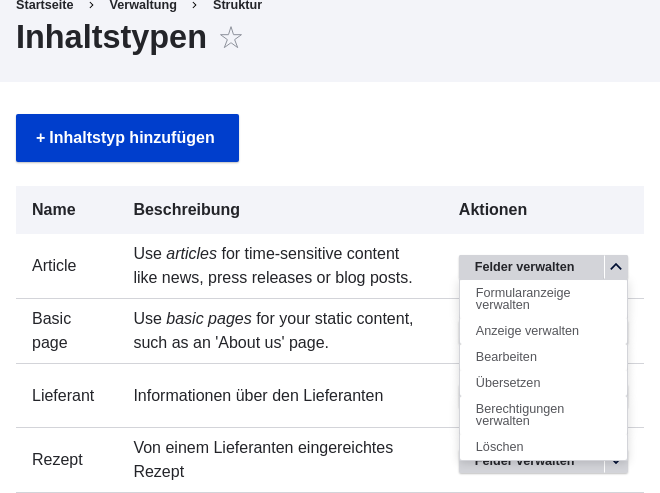 Startseite > Verwaltung > Struktur
Inhaltstypen ☆
+ Inhaltstyp hinzufügen
Name Beschreibung Aktionen
Article
Use articles for time-sensitive content
like news, press releases or blog posts.
Felder verwalten
Formularanzeige
verwalten
Anzeige verwalten
Bearbeiten
Übersetzen
Berechtigungen
verwalten
Löschen
Basic
page
Use basic pages for your static content,
such as an 'About us' page.
Lieferant
Informationen über den Lieferanten
Rezept
Von einem Lieferanten eingereichtes
Rezept
Felder verwalten